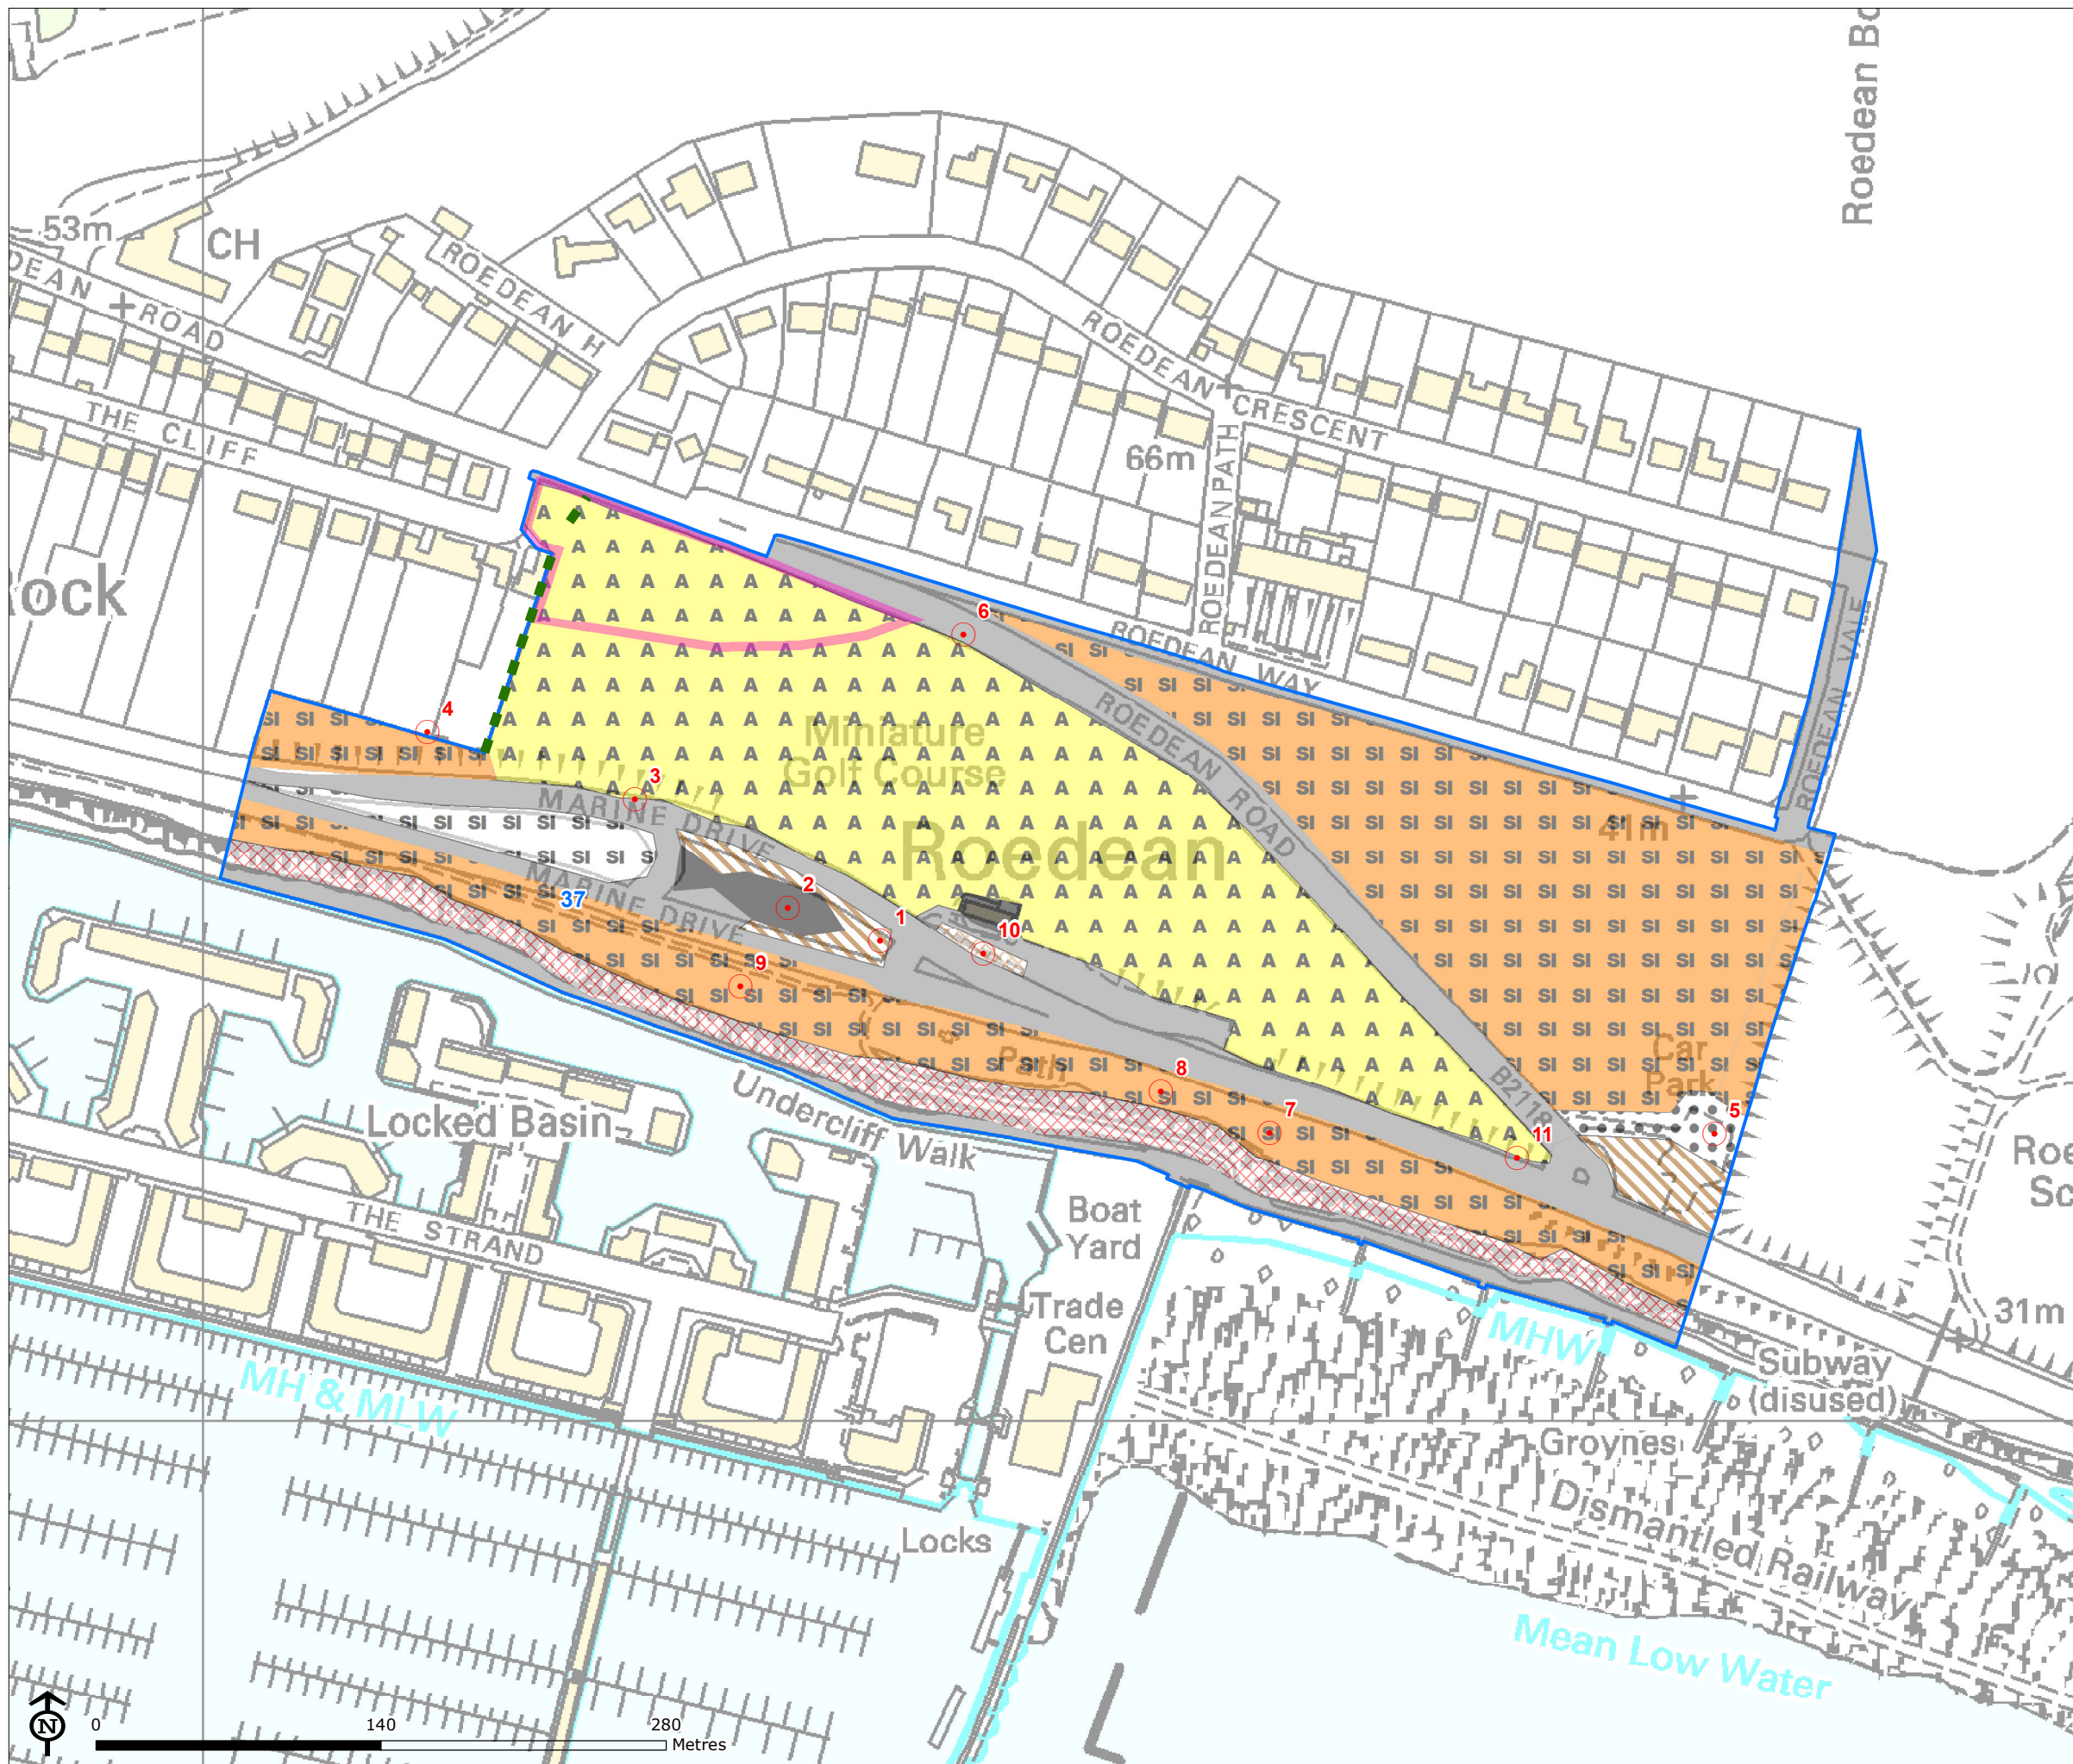 Roedean Bo
53m
CH
DEAN ROAD
ROEDEAN H
THE CLIFF
ROEDEAN CRESCENT
66m
ROEDEAN PATH
ock
6
ROEDEAN WAY
ROEDEAN VALE
4
Miniature
Golf Course
ROEDEAN ROAD
3
MARINE DRIVE
Roedean
41m
2
MARINE DRIVE
37
1
10
9
Path
Car
Park
8
B2118
5
7
11
Locked Basin
Undercliff Walk
Roe
Sc
THE STRAND
Boat
Yard
Trade
Cen
31m
MHW
Subway
(disused)
MH & MLW
Groynes
Dismantled Railway
Locks
Mean Low Water
N
0 140 280
Metres